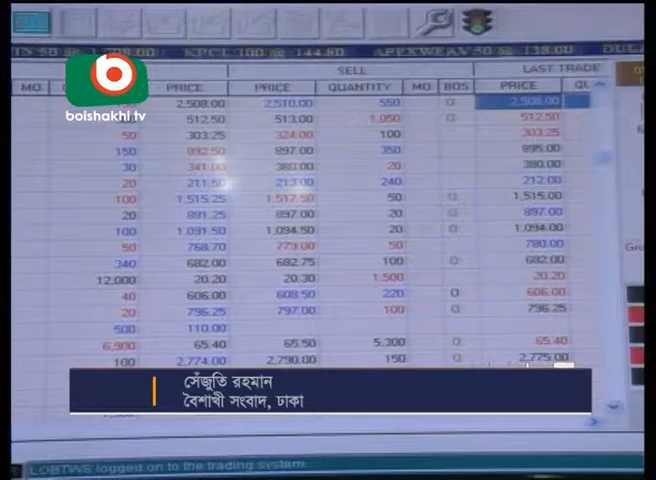 KPCL 100 @ 144.80 APEXWEAV 50 @ 138.00
SELL LAST TRADE
MO. PRICE PRICE QUANTITY MO. BOS PRICE
boishakhi tv
2,508.00 2,510.00 550 O 2,508.00
512.50 513.00 1,050 O 512.50
50 303.25 324.00 100 303.25
150 892.50 897.00 350 895.00
30 341.00 380.00 20 380.00
20 211.50 213.00 240 212.00
100 1,515.25 1,517.50 50 O 1,515.00
20 891.25 897.00 20 O 897.00
100 1,091.50 1,094.50 20 O 1,094.00
50 768.70 779.00 50 780.00
340 682.00 682.75 100 O 682.00
12,000 20.20 20.30 1,500 20.20
40 606.00 608.50 220 O 606.00
20 796.25 797.00 100 O 796.25
500 110.00
6,900 65.40 65.50 5,300 O 65.40
100 2,774.00 2,790.00 150 O 2,775.00
সেঁজুতি রহমান
বৈশাখী সংবাদ, ঢাকা
LOBTWS logged on to the trading system